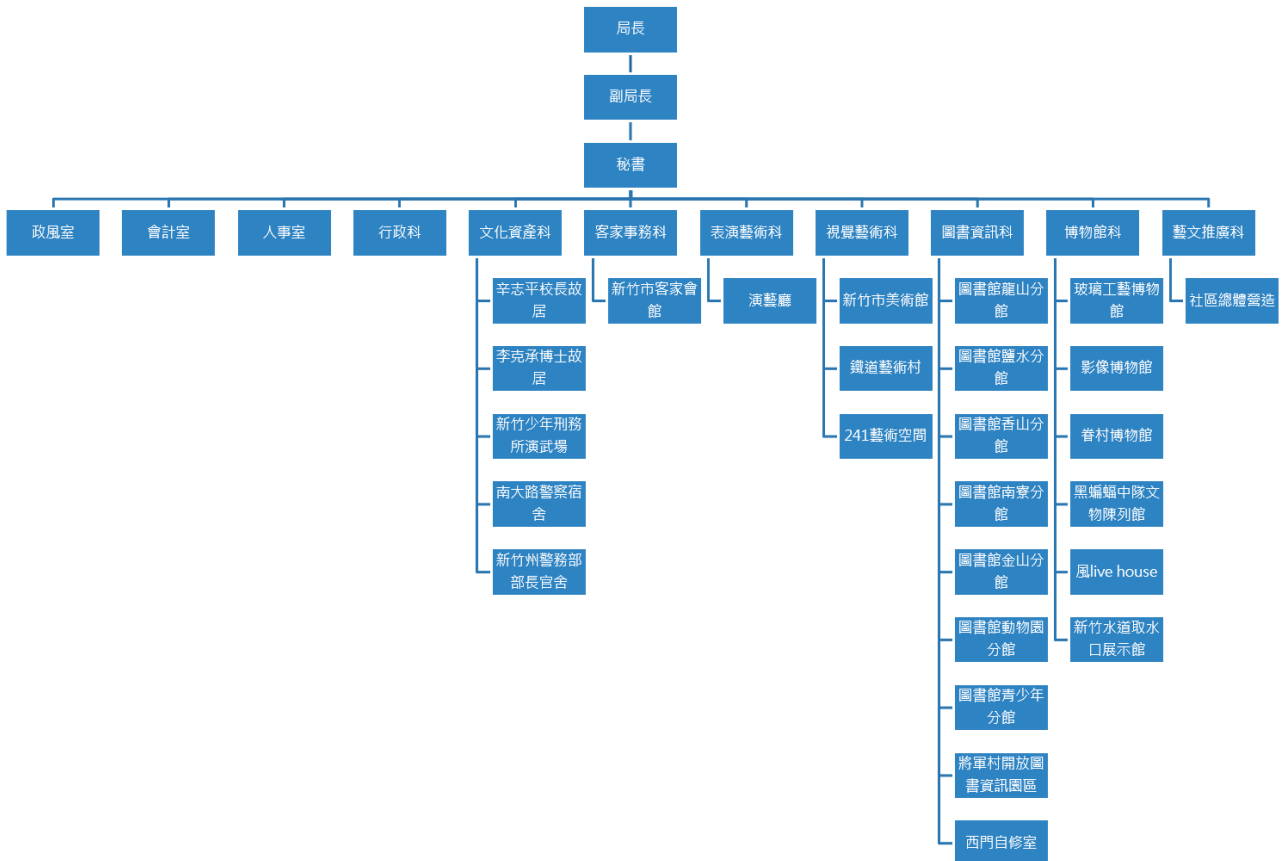 局長
副局長
秘書
政風室
會計室
人事室
行政科
文化資產科
客家事務科
表演藝術科
視覺藝術科
圖書資訊科
博物館科
藝文推廣科
辛志平校長故
居
李克承博士故
居
新竹少年刑務
所演武場
南大路警察宿
舍
新竹州警務部
部長官舍
新竹市客家會
館
演藝廳
新竹市美術館
鐵道藝術村
241藝術空間
圖書館龍山分
館
圖書館鹽水分
館
圖書館香山分
館
圖書館南寮分
館
圖書館金山分
館
圖書館動物園
分館
圖書館青少年
分館
將軍村開放圖
書資訊園區
西門自修室
玻璃工藝博物
館
影像博物館
眷村博物館
黑蝙蝠中隊文
物陳列館
風live house
新竹水道取水
口展示館
社區總體營造